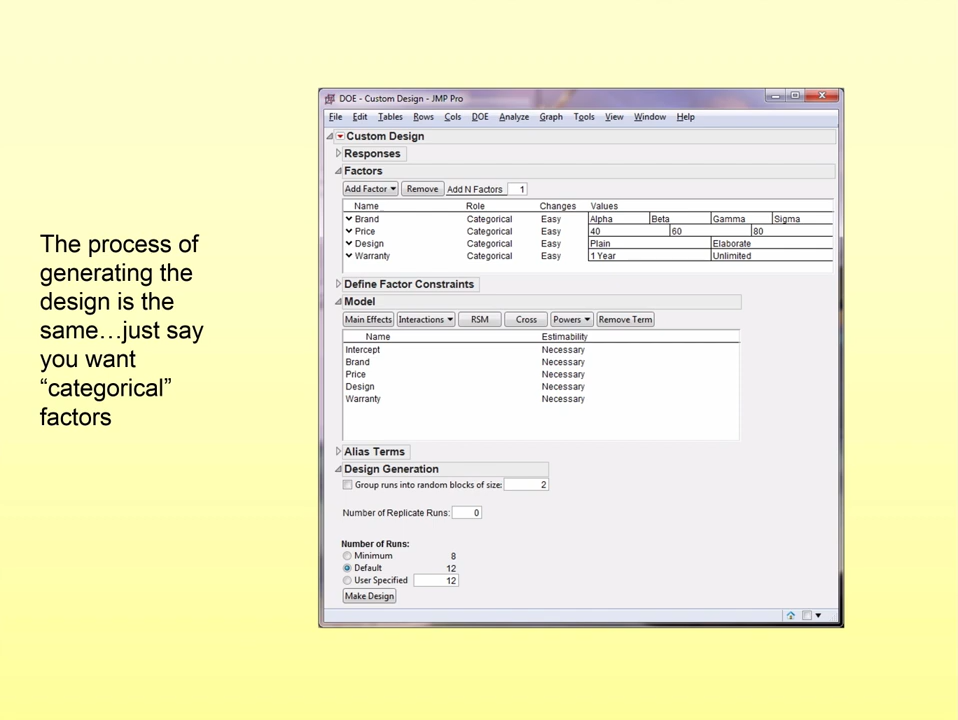 The process of
generating the
design is the
same…just say
you want
“categorical”
factors
DOE - Custom Design - JMP Pro
File Edit Tables Rows Cols DOE Analyze Graph Tools View Window Help
Custom Design
Responses
Factors
Add Factor Remove Add N Factors 1
Name Role Changes Values
Brand Categorical Easy Alpha Beta Gamma Sigma
Price Categorical Easy 40 60 80
Design Categorical Easy Plain Elaborate
Warranty Categorical Easy 1 Year Unlimited
Define Factor Constraints
Model
Main Effects Interactions RSM Cross Powers Remove Term
Name Estimability
Intercept Necessary
Brand Necessary
Price Necessary
Design Necessary
Warranty Necessary
Alias Terms
Design Generation
Group runs into random blocks of size: 2
Number of Replicate Runs: 0
Number of Runs:
Minimum 8
Default 12
User Specified 12
Make Design